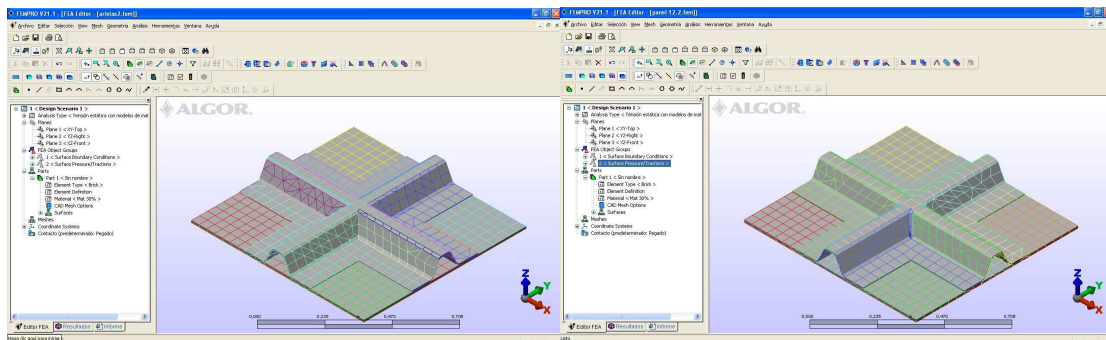 FEMPRO V21.1 - [FEA Editor - [aristas2.fem]]
Archivo Editar Selección View Mesh Geometría Análisis Herramientas Ventana Ayuda
1 < Design Scenario 1 >
Analysis Type < Tensión estática con modelos de mat
Planes
Plane 1 < XY-Top >
Plane 2 < YZ-Right >
Plane 3 < XZ-Front >
FEA Object Groups
1 < Surface Boundary Conditions >
2 < Surface Pressure/Tractions >
Parts
Part 1 < Sin nombre >
Element Type < Brick >
Element Definition
Material < Mat 30% >
CAD Mesh Options
Surfaces
Meshes
Coordinate Systems
Contacto (predeterminado: Pegado)
ALGOR.
Z
Y
X
0,000 0,235 0,470 0,708
Editor FEA Resultados Informe
Haga clic aquí para iniciar
FEMPRO V21.1 - [FEA Editor - [panel 12.2.fem]]
Archivo Editar Selección View Mesh Geometría Análisis Herramientas Ventana Ayuda
1 < Design Scenario 1 >
Analysis Type < Tensión estática con modelos de mat
Planes
Plane 1 < XY-Top >
Plane 2 < YZ-Right >
Plane 3 < XZ-Front >
FEA Object Groups
1 < Surface Boundary Conditions >
2 < Surface Pressure/Tractions >
Parts
Part 1 < Sin nombre >
Element Type < Brick >
Element Definition
Material < Mat 30% >
CAD Mesh Options
Surfaces
Meshes
Coordinate Systems
Contacto (predeterminado: Pegado)
ALGOR.
Z
Y
X
0,000 0,235 0,470 0,708
Editor FEA Resultados Informe
Listo